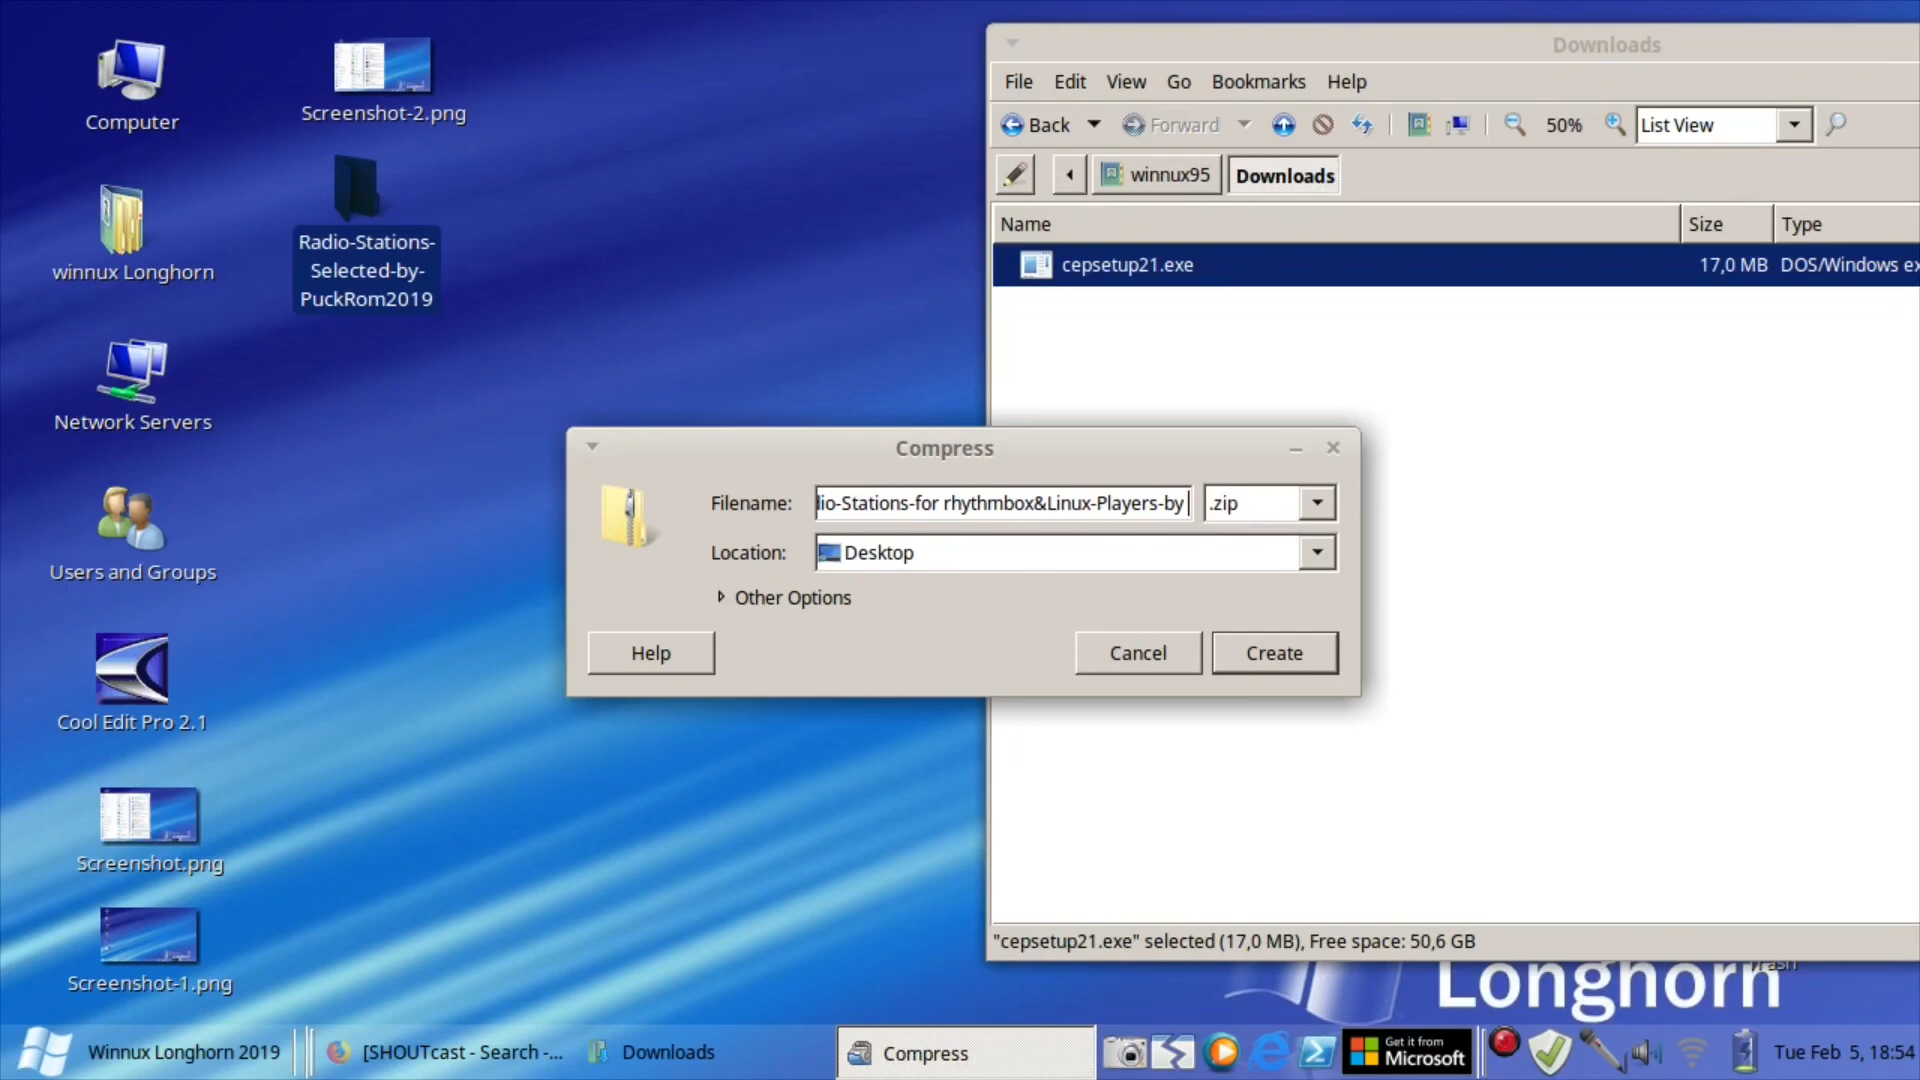 Computer
Screenshot-2.png
winnux Longhorn
Radio-Stations-
Selected-by-
PuckRom2019
Network Servers
Users and Groups
Cool Edit Pro 2.1
Screenshot.png
Screenshot-1.png
Downloads
File Edit View Go Bookmarks Help
Back Forward 50% List View
winnux95 Downloads
Name Size Type
cepsetup21.exe 17,0 MB DOS/Windows ex
Compress
Filename: dio-Stations-for rhythmbox&Linux-Players-by .zip
Location: Desktop
Other Options
Help Cancel Create
"cepsetup21.exe" selected (17,0 MB), Free space: 50,6 GB
Longhorn
Winnux Longhorn 2019 [SHOUTcast - Search -... Downloads Compress Get it from Microsoft Tue Feb 5, 18:54